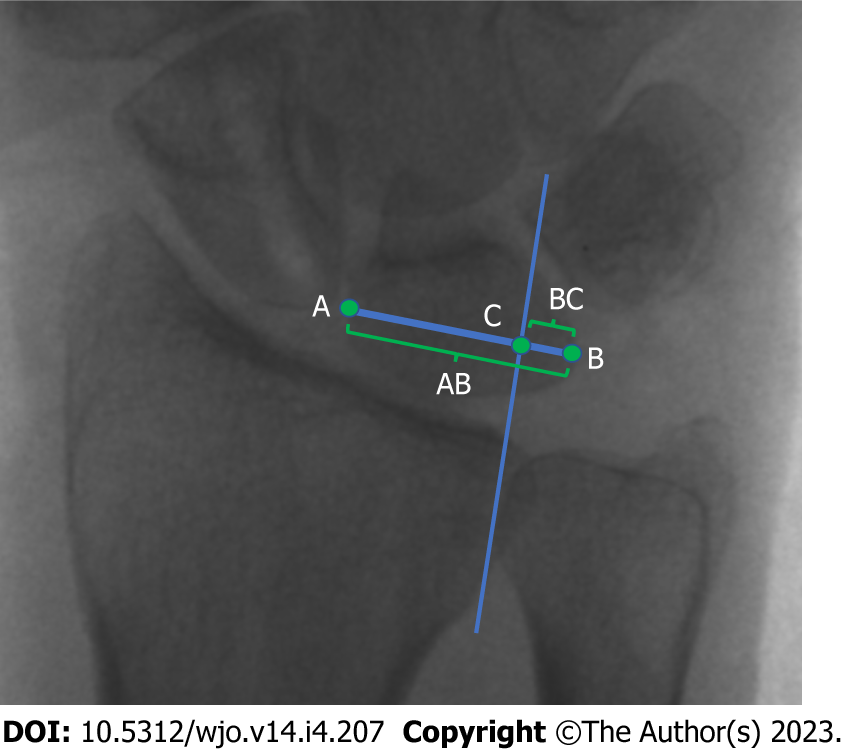 BC
A
C
B
AB
DOI: 10.5312/wjo.v14.i4.207 Copyright ©The Author(s) 2023.